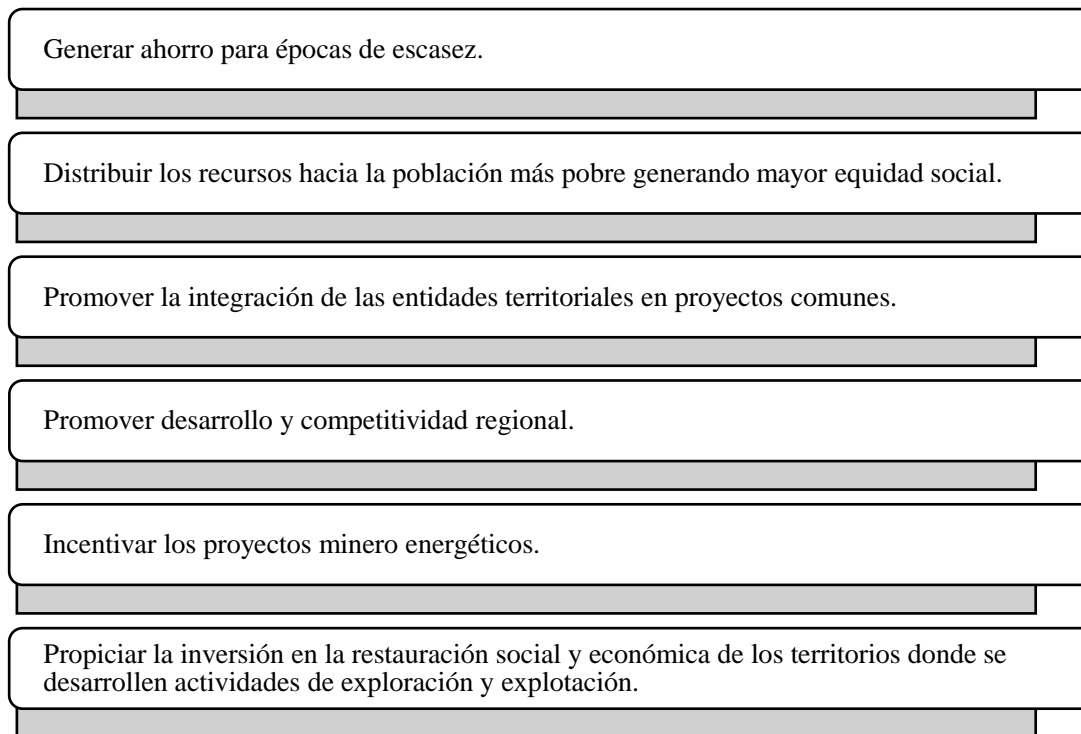 Generar ahorro para épocas de escasez.
Distribuir los recursos hacia la población más pobre generando mayor equidad social.
Promover la integración de las entidades territoriales en proyectos comunes.
Promover desarrollo y competitividad regional.
Incentivar los proyectos minero energéticos.
Propiciar la inversión en la restauración social y económica de los territorios donde se
desarrollen actividades de exploración y explotación.